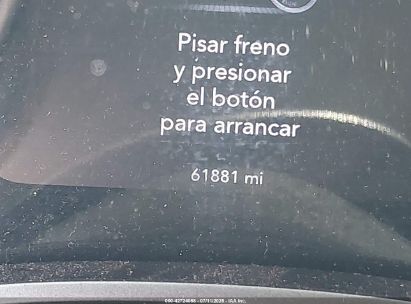 Pisar freno
y presionar
el botón
para arrancar
61881 mi